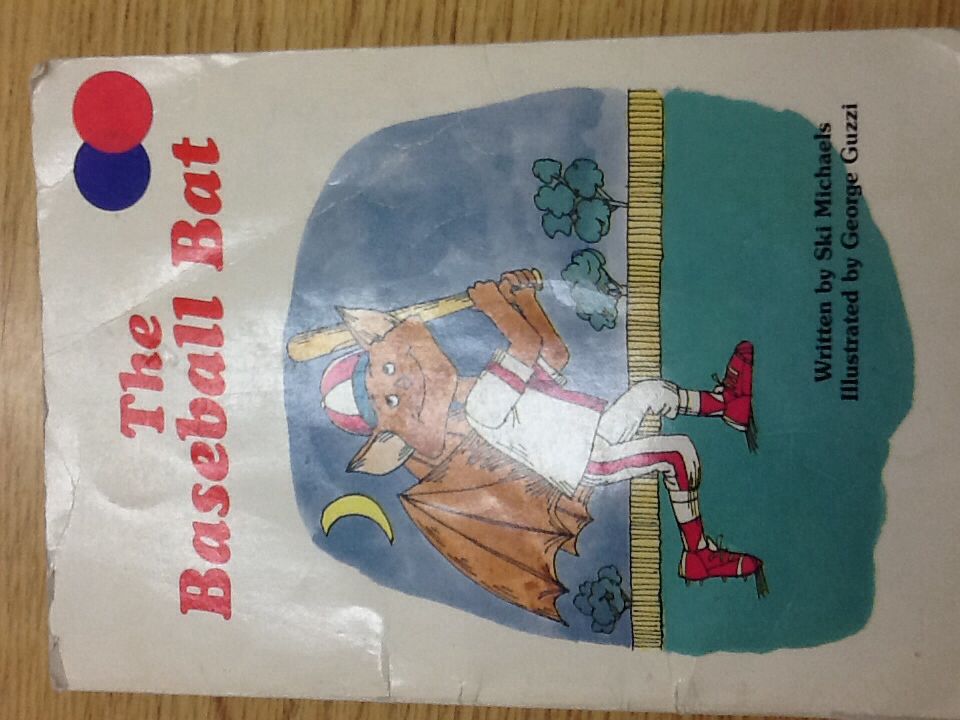 The
Baseball Bat
Written by Ski Michaels
Illustrated by George Guzzi